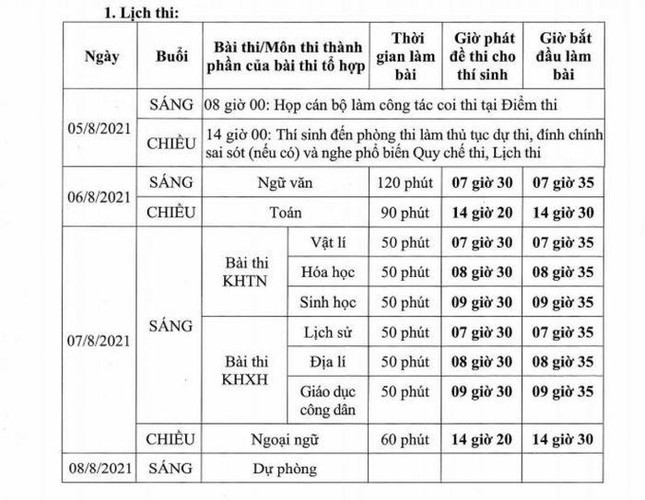 1. Lịch thi:
Ngày
Buổi
Bài thi/Môn thi thành
phần của bài thi tổ hợp
Thời
gian làm
bài
Giờ phát
đề thi cho
thí sinh
Giờ bắt
đầu làm
bài
05/8/2021
SÁNG
08 giờ 00: Họp cán bộ làm công tác coi thi tại Điểm thi
CHIỀU
14 giờ 00: Thí sinh đến phòng thi làm thủ tục dự thi, đính chính
sai sót (nếu có) và nghe phổ biến Quy chế thi, Lịch thi
06/8/2021
SÁNG
Ngữ văn
120 phút
07 giờ 30
07 giờ 35
CHIỀU
Toán
90 phút
14 giờ 20
14 giờ 30
07/8/2021
SÁNG
Bài thi
KHTN
Vật lí
50 phút
07 giờ 30
07 giờ 35
Hóa học
50 phút
08 giờ 30
08 giờ 35
Sinh học
50 phút
09 giờ 30
09 giờ 35
Bài thi
KHXH
Lịch sử
50 phút
07 giờ 30
07 giờ 35
Địa lí
50 phút
08 giờ 30
08 giờ 35
Giáo dục
công dân
50 phút
09 giờ 30
09 giờ 35
CHIỀU
Ngoại ngữ
60 phút
14 giờ 20
14 giờ 30
08/8/2021
SÁNG
Dự phòng